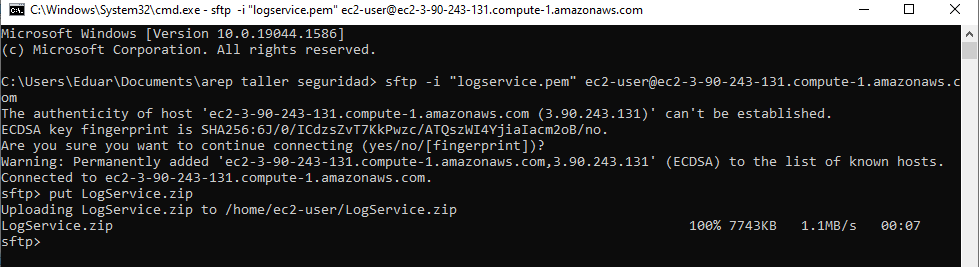 C:\Windows\System32\cmd.exe - sftp -i "logservice.pem" ec2-user@ec2-3-90-243-131.compute-1.amazonaws.com
Microsoft Windows [Version 10.0.19044.1586]
(c) Microsoft Corporation. All rights reserved.
C:\Users\Eduar\Documents\arep taller seguridad> sftp -i "logservice.pem" ec2-user@ec2-3-90-243-131.compute-1.amazonaws.c
om
The authenticity of host 'ec2-3-90-243-131.compute-1.amazonaws.com (3.90.243.131)' can't be established.
ECDSA key fingerprint is SHA256:6J/0/ICdzsZvT7KkPwzc/ATQszWI4YjiaIacm2oB/no.
Are you sure you want to continue connecting (yes/no/[fingerprint])?
Warning: Permanently added 'ec2-3-90-243-131.compute-1.amazonaws.com,3.90.243.131' (ECDSA) to the list of known hosts.
Connected to ec2-3-90-243-131.compute-1.amazonaws.com.
sftp> put LogService.zip
Uploading LogService.zip to /home/ec2-user/LogService.zip
LogService.zip 100% 7743KB 1.1MB/s 00:07
sftp>